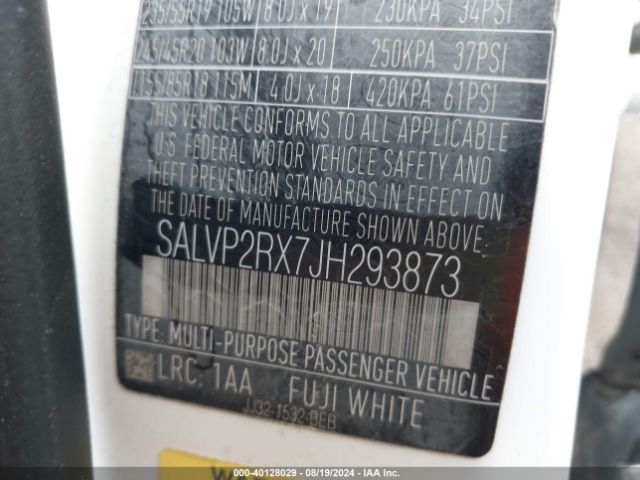 235/55R19 105W 8.0J x 19 230KPA 34PSI
245/45R20 103W 8.0J x 20 250KPA 37PSI
T155/85R18 115M 4.0J x 18 420KPA 61PSI
THIS VEHICLE CONFORMS TO ALL APPLICABLE
U.S FEDERAL MOTOR VEHICLE SAFETY AND
THEFT PREVENTION STANDARDS IN EFFECT ON
THE DATE OF MANUFACTURE SHOWN ABOVE.
SALVP2RX7JH293873
TYPE: MULTI-PURPOSE PASSENGER VEHICLE
LRC: 1AA FUJI WHITE
JJ32-1532-BEB
000-40128029 - 08/19/2024 - IAA Inc.